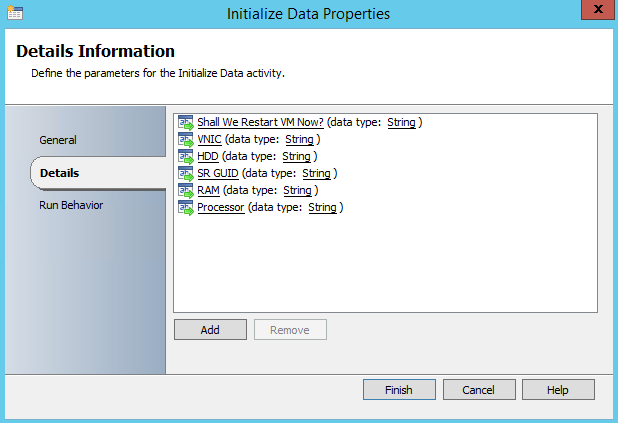 Initialize Data Properties
X
Details Information
Define the parameters for the Initialize Data activity.
General
Details
Run Behavior
Shall We Restart VM Now? (data type: String )
VNIC (data type: String )
HDD (data type: String )
SR GUID (data type: String )
RAM (data type: String )
Processor (data type: String )
Add
Remove
Finish
Cancel
Help